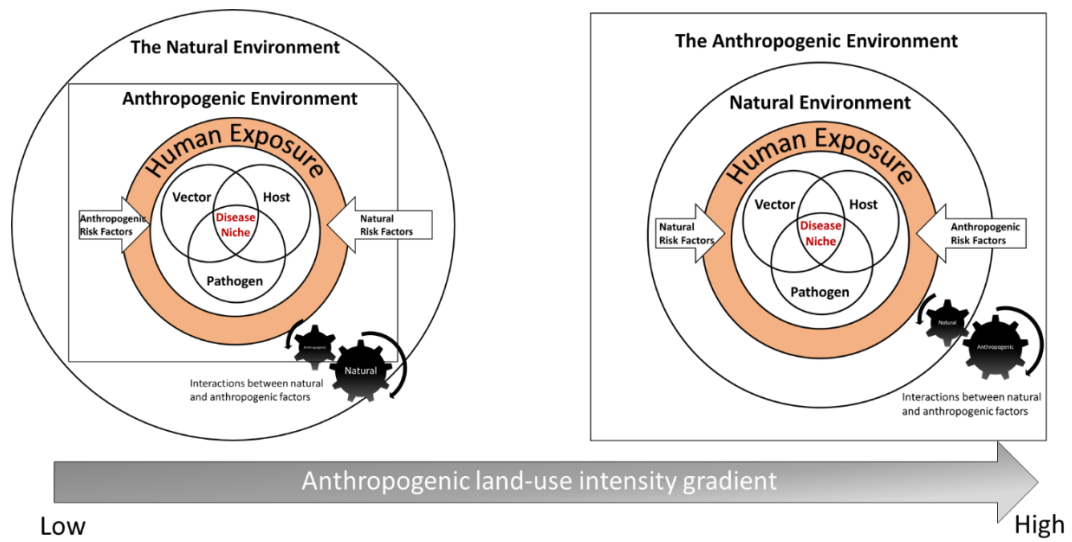 The Natural Environment
Anthropogenic Environment
Human Exposure
Vector
Host
Disease
Niche
Pathogen
Anthropogenic
Risk Factors
Natural
Risk Factors
Anthropogenic
Natural
Interactions between natural
and anthropogenic factors
The Anthropogenic Environment
Natural Environment
Human Exposure
Vector
Host
Disease
Niche
Pathogen
Natural
Risk Factors
Anthropogenic
Risk Factors
Natural
Anthropogenic
Interactions between natural
and anthropogenic factors
Anthropogenic land-use intensity gradient
Low
High